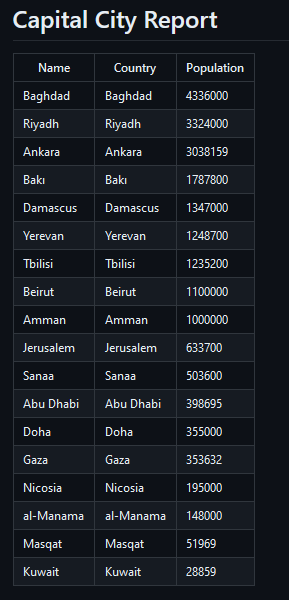 Capital City Report
Name Country Population
Baghdad Baghdad 4336000
Riyadh Riyadh 3324000
Ankara Ankara 3038159
Bakı Bakı 1787800
Damascus Damascus 1347000
Yerevan Yerevan 1248700
Tbilisi Tbilisi 1235200
Beirut Beirut 1100000
Amman Amman 1000000
Jerusalem Jerusalem 633700
Sanaa Sanaa 503600
Abu Dhabi Abu Dhabi 398695
Doha Doha 355000
Gaza Gaza 353632
Nicosia Nicosia 195000
al-Manama al-Manama 148000
Masqat Masqat 51969
Kuwait Kuwait 28859